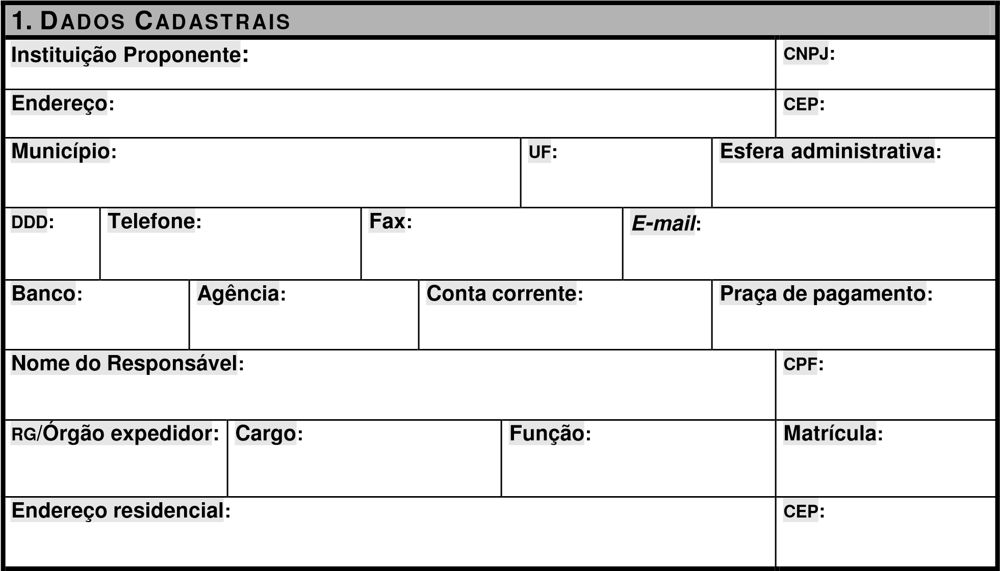 1. DADOS CADASTRAIS
Instituição Proponente: CNPJ:
Endereço: CEP:
Município: UF: Esfera administrativa:
DDD: Telefone: Fax: E-mail:
Banco: Agência: Conta corrente: Praça de pagamento:
Nome do Responsável: CPF:
RG/Órgão expedidor: Cargo: Função: Matrícula:
Endereço residencial: CEP: